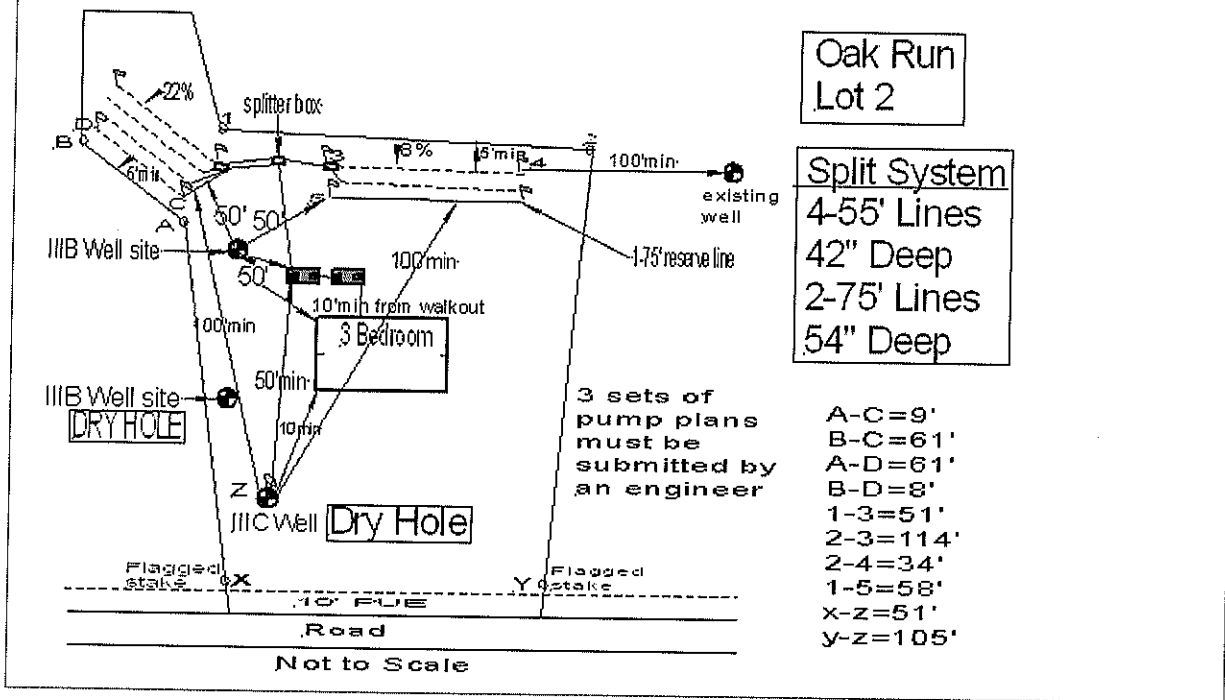 Oak Run
Lot 2
Split System
4-55' Lines
42" Deep
2-75' Lines
54" Deep
22%
splitter box
1
2
D
B
6'min
3
8%
5'min
4
100'min
existing
well
C
A
50'
50'
5
IIIB Well site
50'
100'min
1-75' reserve line
10'min from walkout
3 Bedroom
100'min
50'min
IIIB Well site
DRY HOLE
10'min
Z
IIIC Well
Dry Hole
3 sets of
pump plans
must be
submitted by
an engineer
A-C=9'
B-C=61'
A-D=61'
B-D=8'
1-3=51'
2-3=114'
2-4=34'
1-5=58'
x-z=51'
y-z=105'
Flagged
stake
X
Y
Flagged
stake
10' PUE
Road
Not to Scale